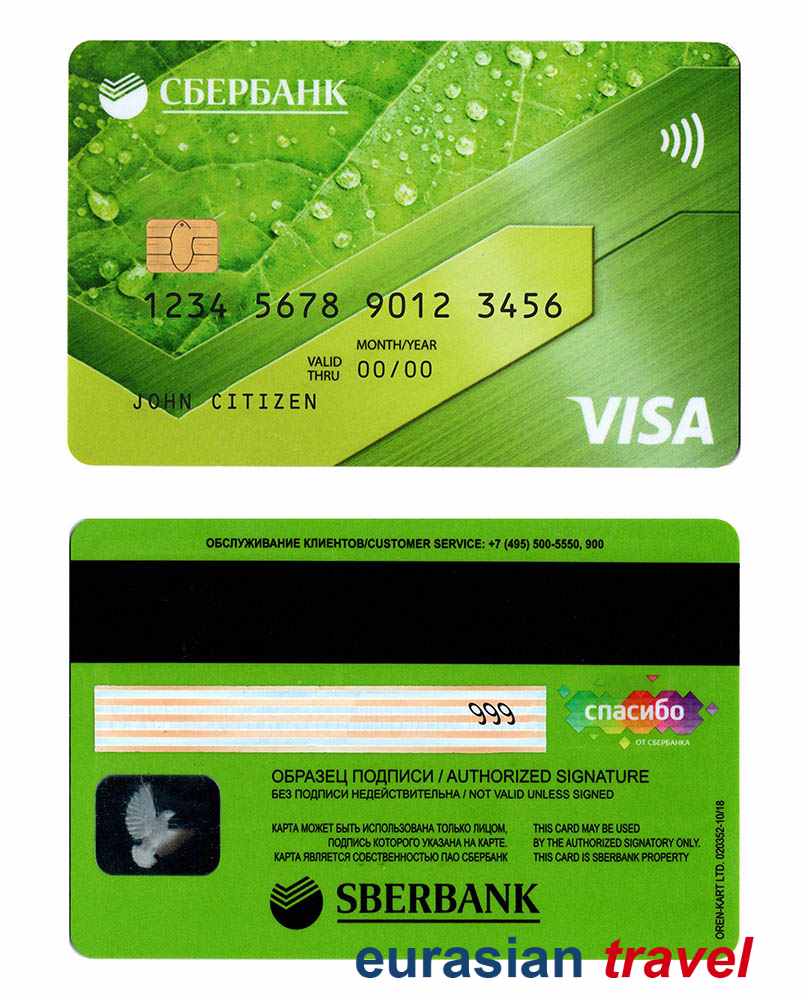 СБЕРБАНК
1234 5678 9012 3456
MONTH/YEAR
VALID THRU 00/00
JOHN CITIZEN
VISA
ОБСЛУЖИВАНИЕ КЛИЕНТОВ/CUSTOMER SERVICE: +7 (495) 500-5550, 900
999
спасибо
ОТ СБЕРБАНКА
ОБРАЗЕЦ ПОДПИСИ / AUTHORIZED SIGNATURE
БЕЗ ПОДПИСИ НЕДЕЙСТВИТЕЛЬНА / NOT VALID UNLESS SIGNED
КАРТА МОЖЕТ БЫТЬ ИСПОЛЬЗОВАНА ТОЛЬКО ЛИЦОМ,
ПОДПИСЬ КОТОРОГО УКАЗАНА НА КАРТЕ.
КАРТА ЯВЛЯЕТСЯ СОБСТВЕННОСТЬЮ ПАО СБЕРБАНК
THIS CARD MAY BE USED
BY THE AUTHORIZED SIGNATORY ONLY.
THIS CARD IS SBERBANK PROPERTY
OREN-KART LTD. 020352-10/18
SBERBANK
eurasian travel